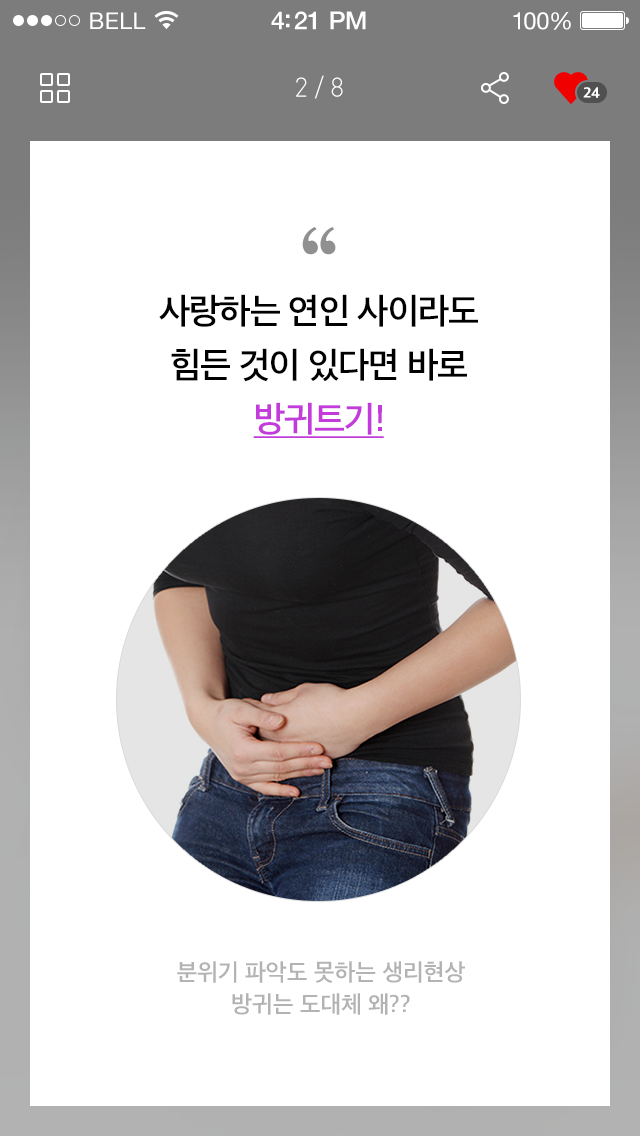 BELL 4:21 PM 100%
2 / 8 24
“
사랑하는 연인 사이라도
힘든 것이 있다면 바로
방귀트기!
분위기 파악도 못하는 생리현상
방귀는 도대체 왜??